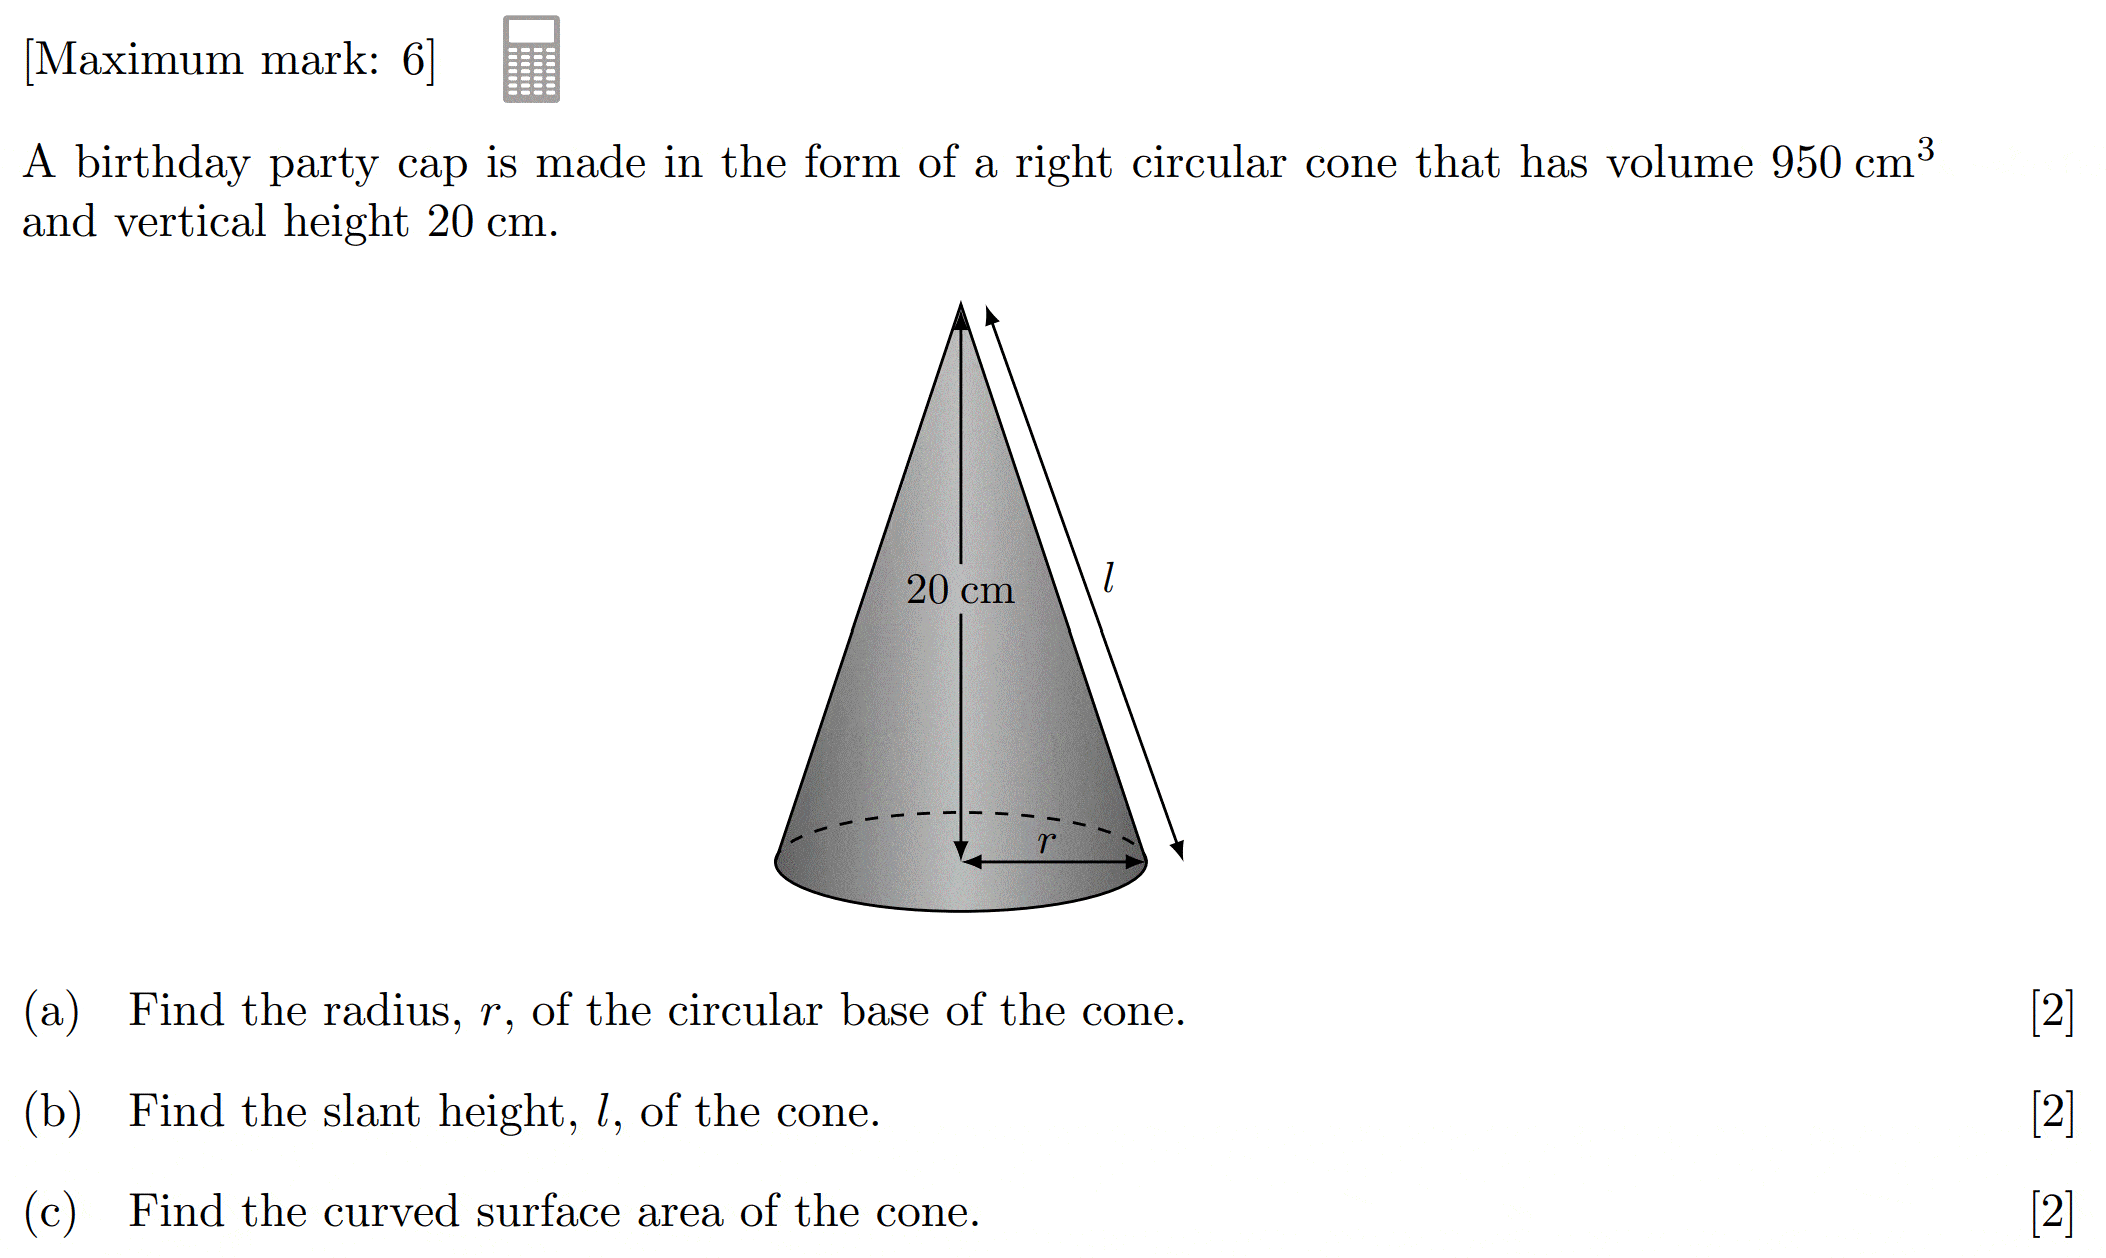 [Maximum mark: 6]
A birthday party cap is made in the form of a right circular cone that has volume 950 cm³
and vertical height 20 cm.
20 cm
l
r
(a) Find the radius, r, of the circular base of the cone. [2]
(b) Find the slant height, l, of the cone. [2]
(c) Find the curved surface area of the cone. [2]